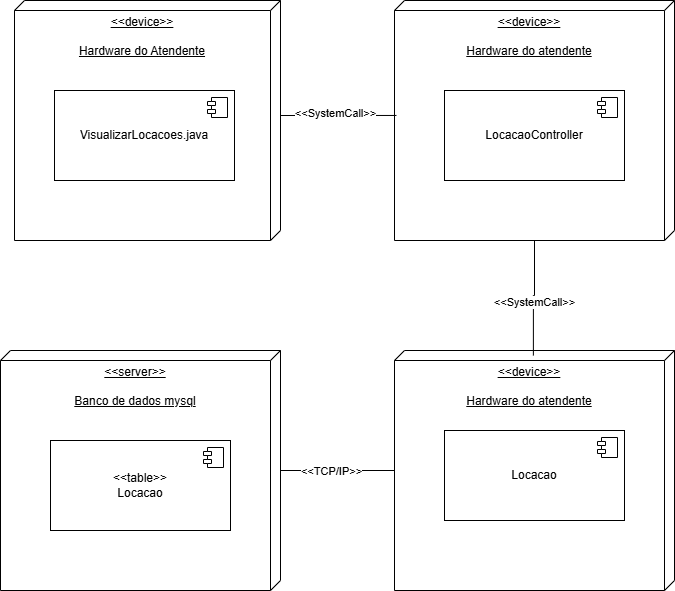 <<device>>
Hardware do Atendente
VisualizarLocacoes.java
<<SystemCall>>
<<device>>
Hardware do atendente
LocacaoController
<<SystemCall>>
<<server>>
Banco de dados mysql
<<table>>
Locacao
<<TCP/IP>>
<<device>>
Hardware do atendente
Locacao